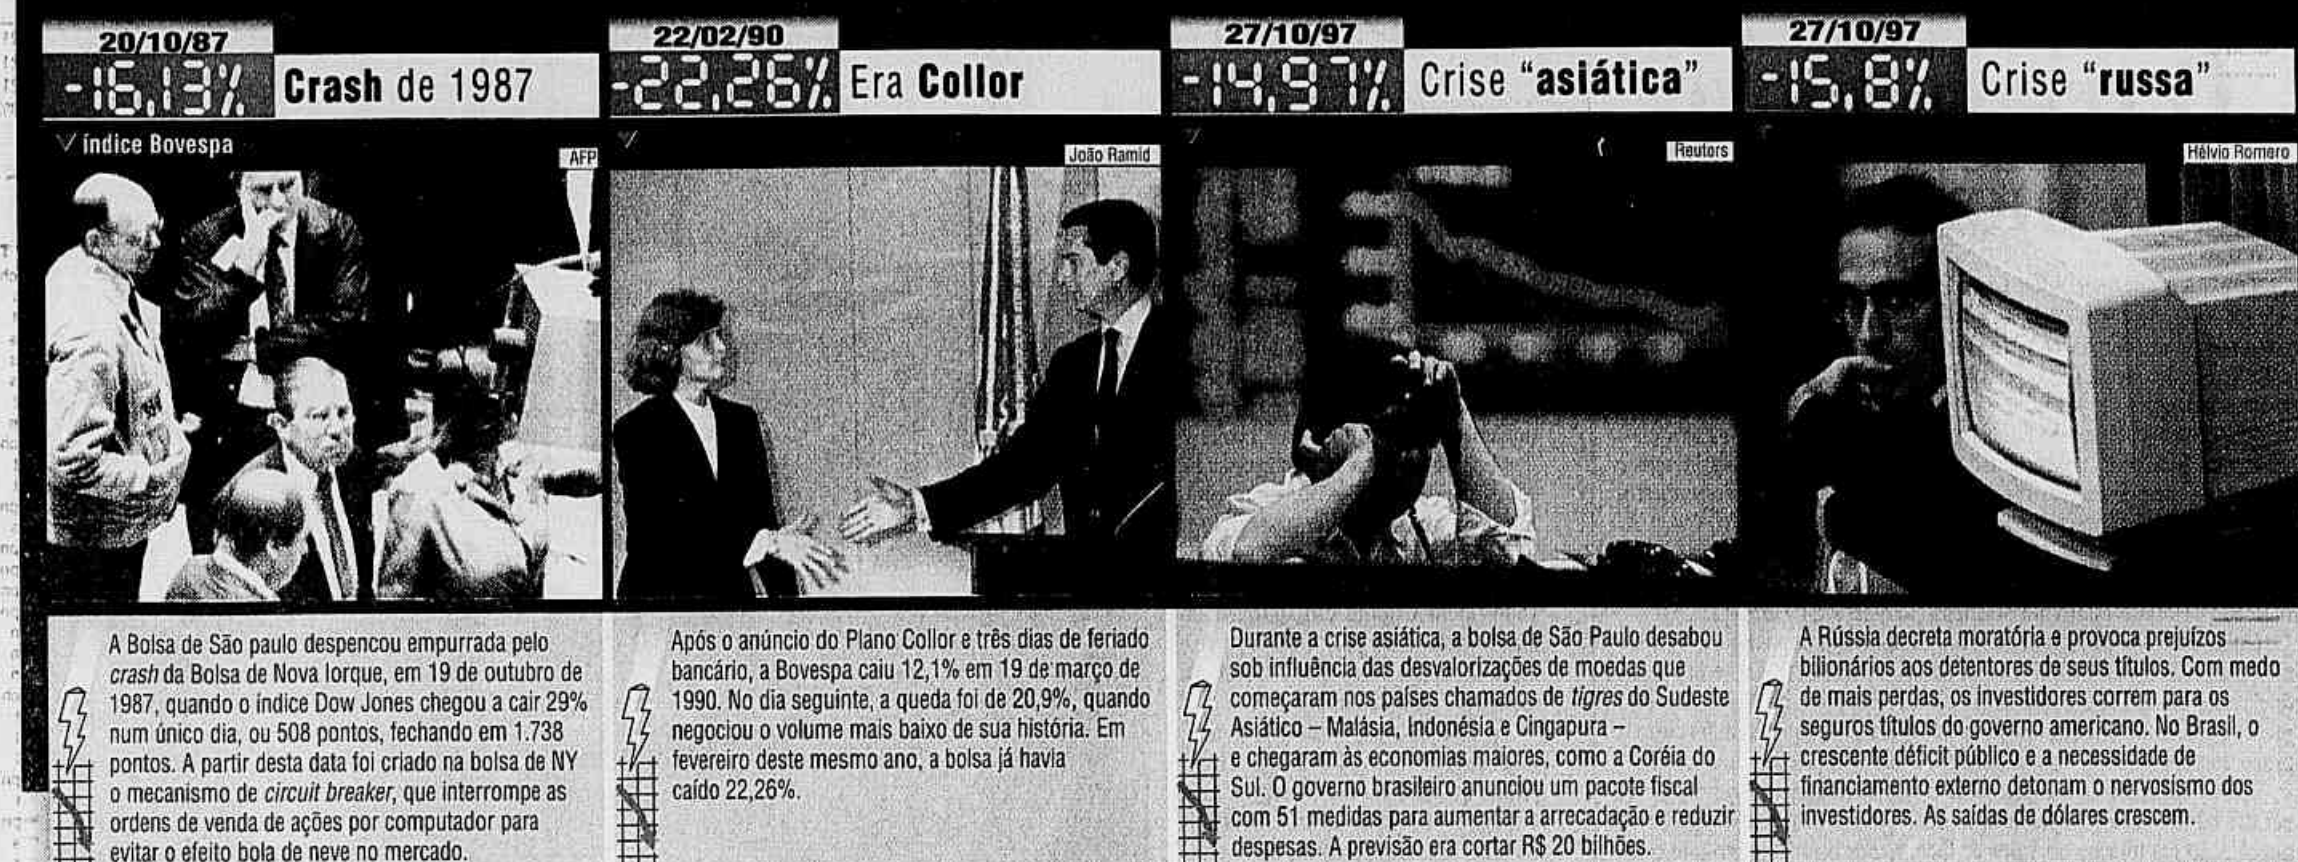 20/10/87
-16,13%
Crash de 1987
índice Bovespa
AFP
A Bolsa de São paulo despencou empurrada pelo
crash da Bolsa de Nova Iorque, em 19 de outubro de
1987, quando o índice Dow Jones chegou a cair 29%
num único dia, ou 508 pontos, fechando em 1.738
pontos. A partir desta data foi criado na bolsa de NY
o mecanismo de circuit breaker, que interrompe as
ordens de venda de ações por computador para
evitar o efeito bola de neve no mercado.
22/02/90
-22,26%
Era Collor
João Ramid
Após o anúncio do Plano Collor e três dias de feriado
bancário, a Bovespa caiu 12,1% em 19 de março de
1990. No dia seguinte, a queda foi de 20,9%, quando
negociou o volume mais baixo de sua história. Em
fevereiro deste mesmo ano, a bolsa já havia
caído 22,26%.
27/10/97
-14,97%
Crise “asiática”
Reuters
Durante a crise asiática, a bolsa de São Paulo desabou
sob influência das desvalorizações de moedas que
começaram nos países chamados de tigres do Sudeste
Asiático – Malásia, Indonésia e Cingapura –
e chegaram às economias maiores, como a Coréia do
Sul. O governo brasileiro anunciou um pacote fiscal
com 51 medidas para aumentar a arrecadação e reduzir
despesas. A previsão era cortar R$ 20 bilhões.
27/10/97
-15,8%
Crise “russa”
Hélvio Romero
A Rússia decreta moratória e provoca prejuízos
bilionários aos detentores de seus títulos. Com medo
de mais perdas, os investidores correm para os
seguros títulos do governo americano. No Brasil, o
crescente déficit público e a necessidade de
financiamento externo detonam o nervosismo dos
investidores. As saídas de dólares crescem.